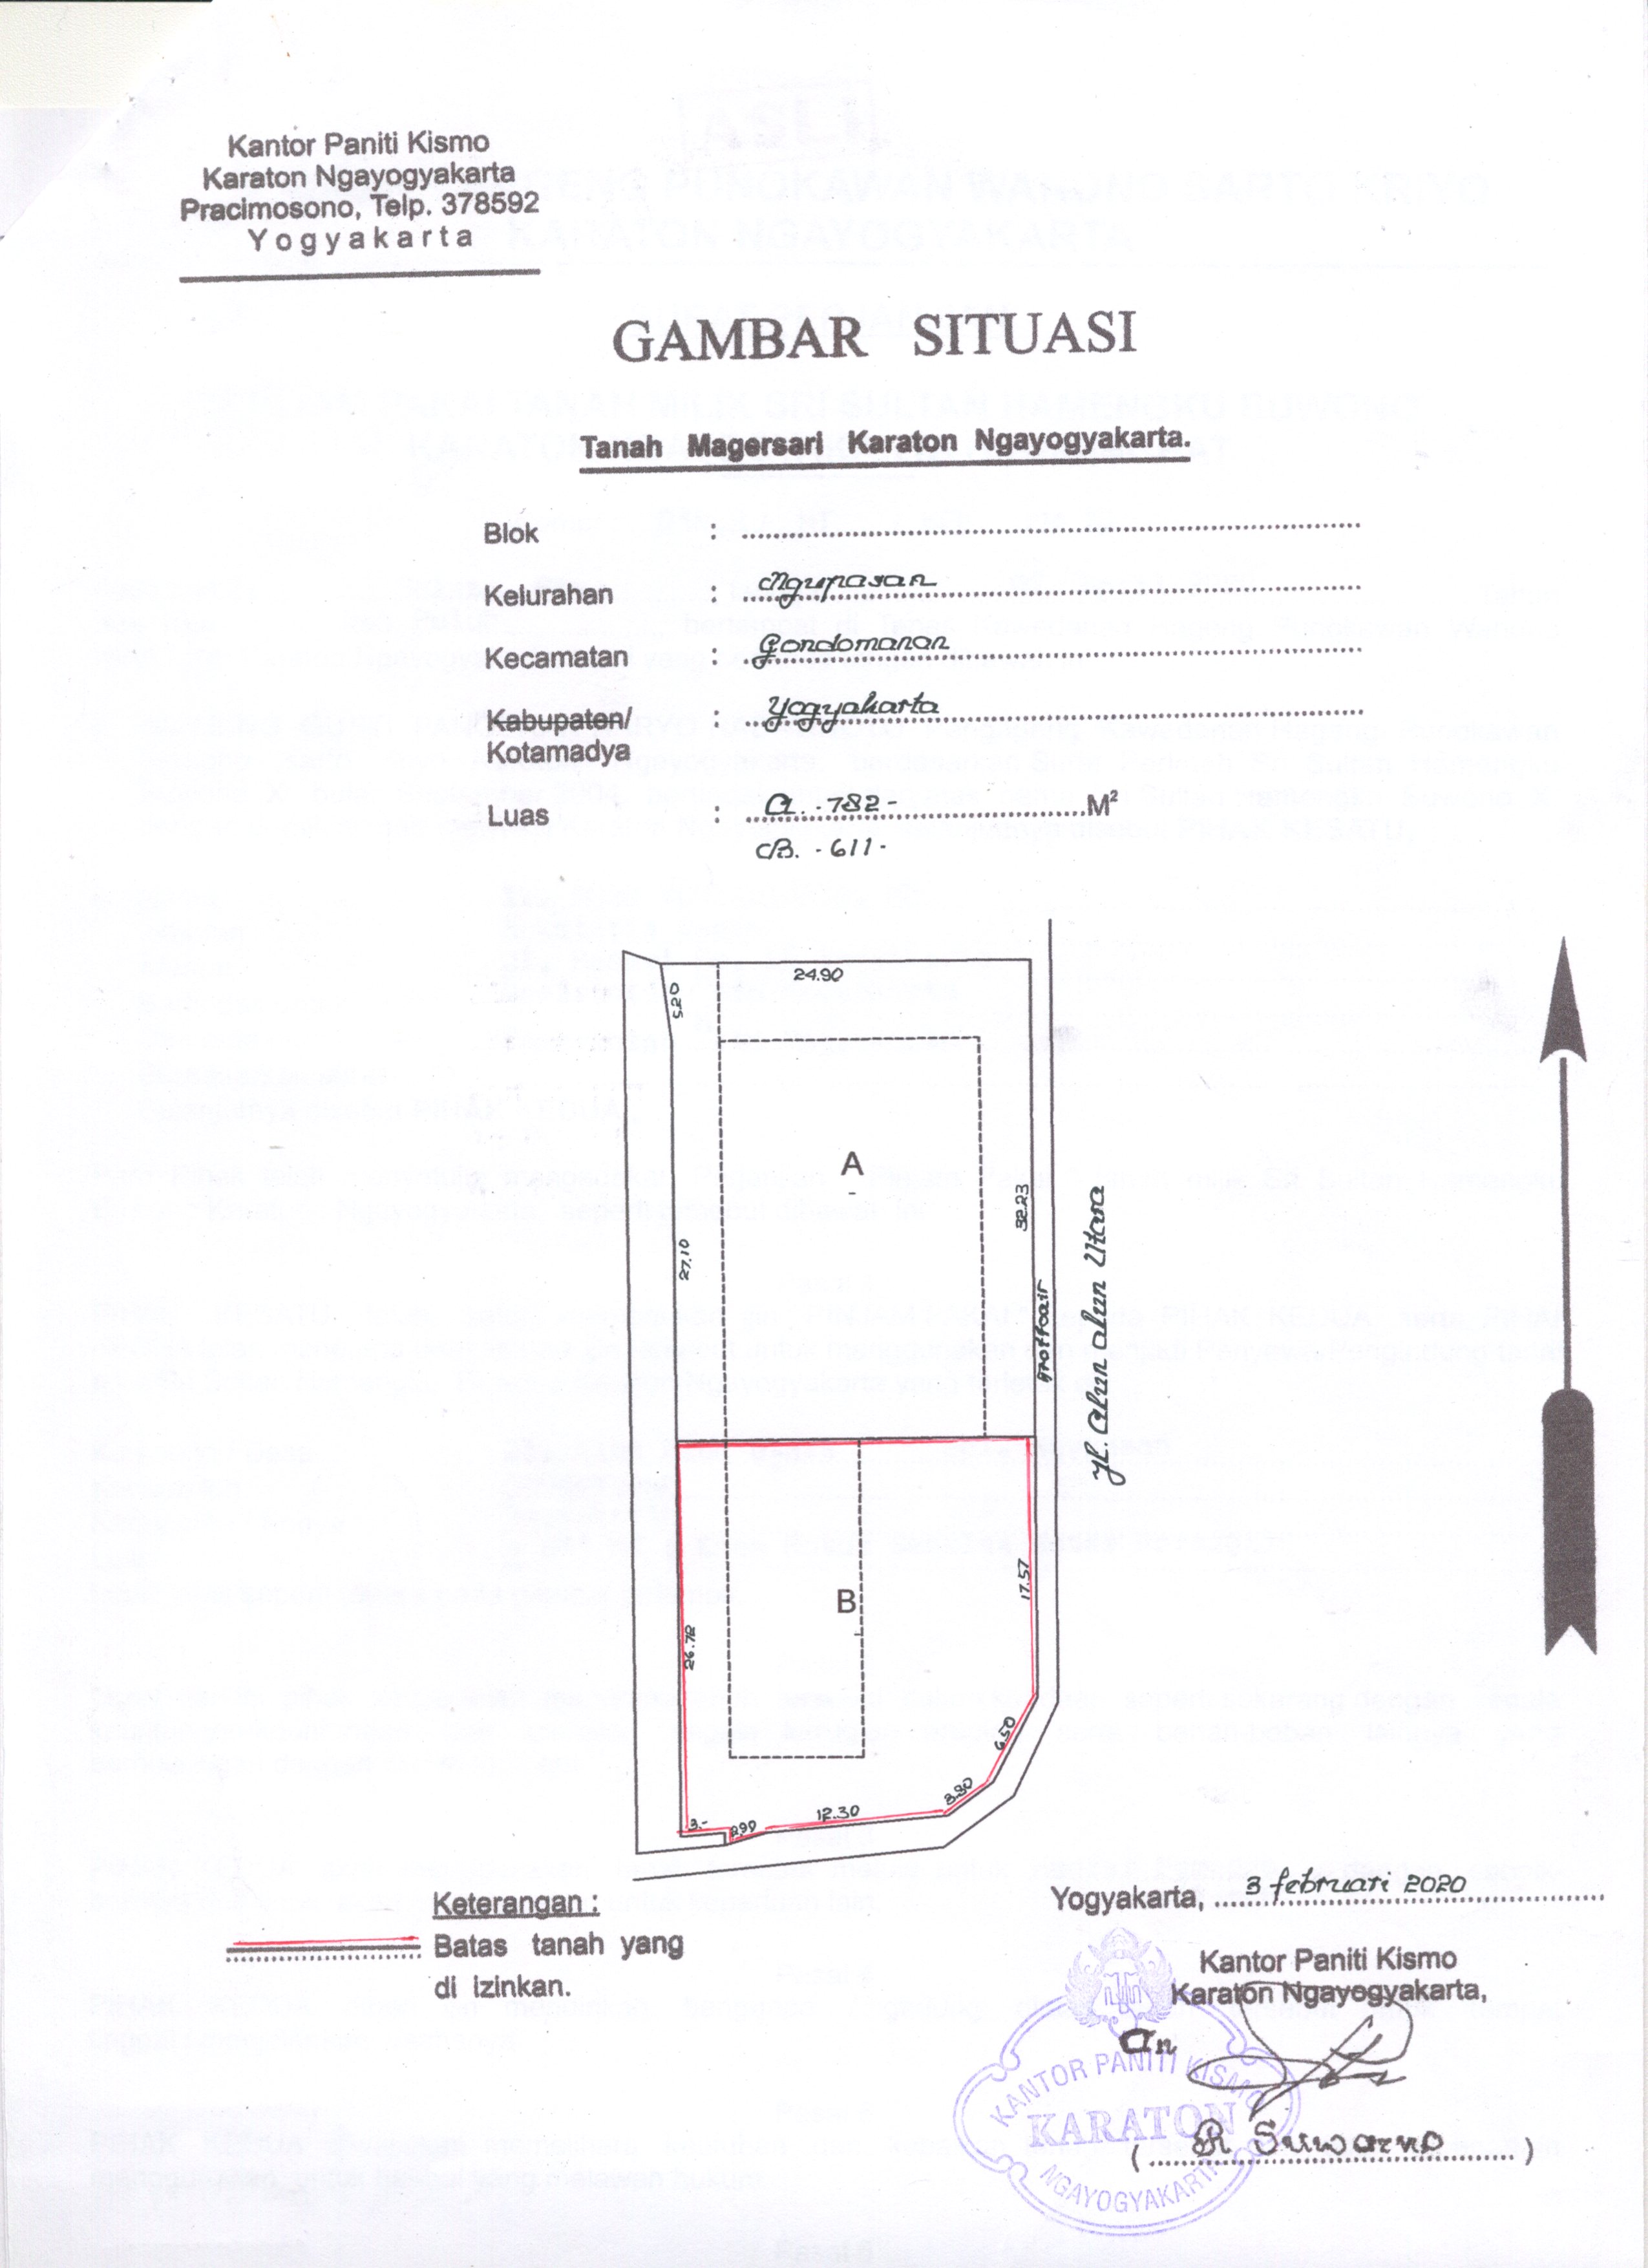 Kantor Paniti Kismo
Karaton Ngayogyakarta
Pracimosono, Telp. 378592
Yogyakarta
GAMBAR SITUASI
Tanah Magersari Karaton Ngayogyakarta.
Blok :
Kelurahan : Ngupasan
Kecamatan : Gondomanan
Kabupaten/ : Yogyakarta
Kotamadya
Luas : A. - 782 - M²
B. - 611 -
24.90
5.20
A
27.10
32.23
trottoair
Jl. Alun alun Utara
B
26.72
17.57
6.50
3.80
12.30
3.-
2.99
Keterangan :
Batas tanah yang
di Izinkan.
Yogyakarta, 3 februari 2020
Kantor Paniti Kismo
Karaton Ngayogyakarta,
An
KANTOR PANITI KISMO
KARATON
NGAYOGYAKARTA
( R Suwarno )